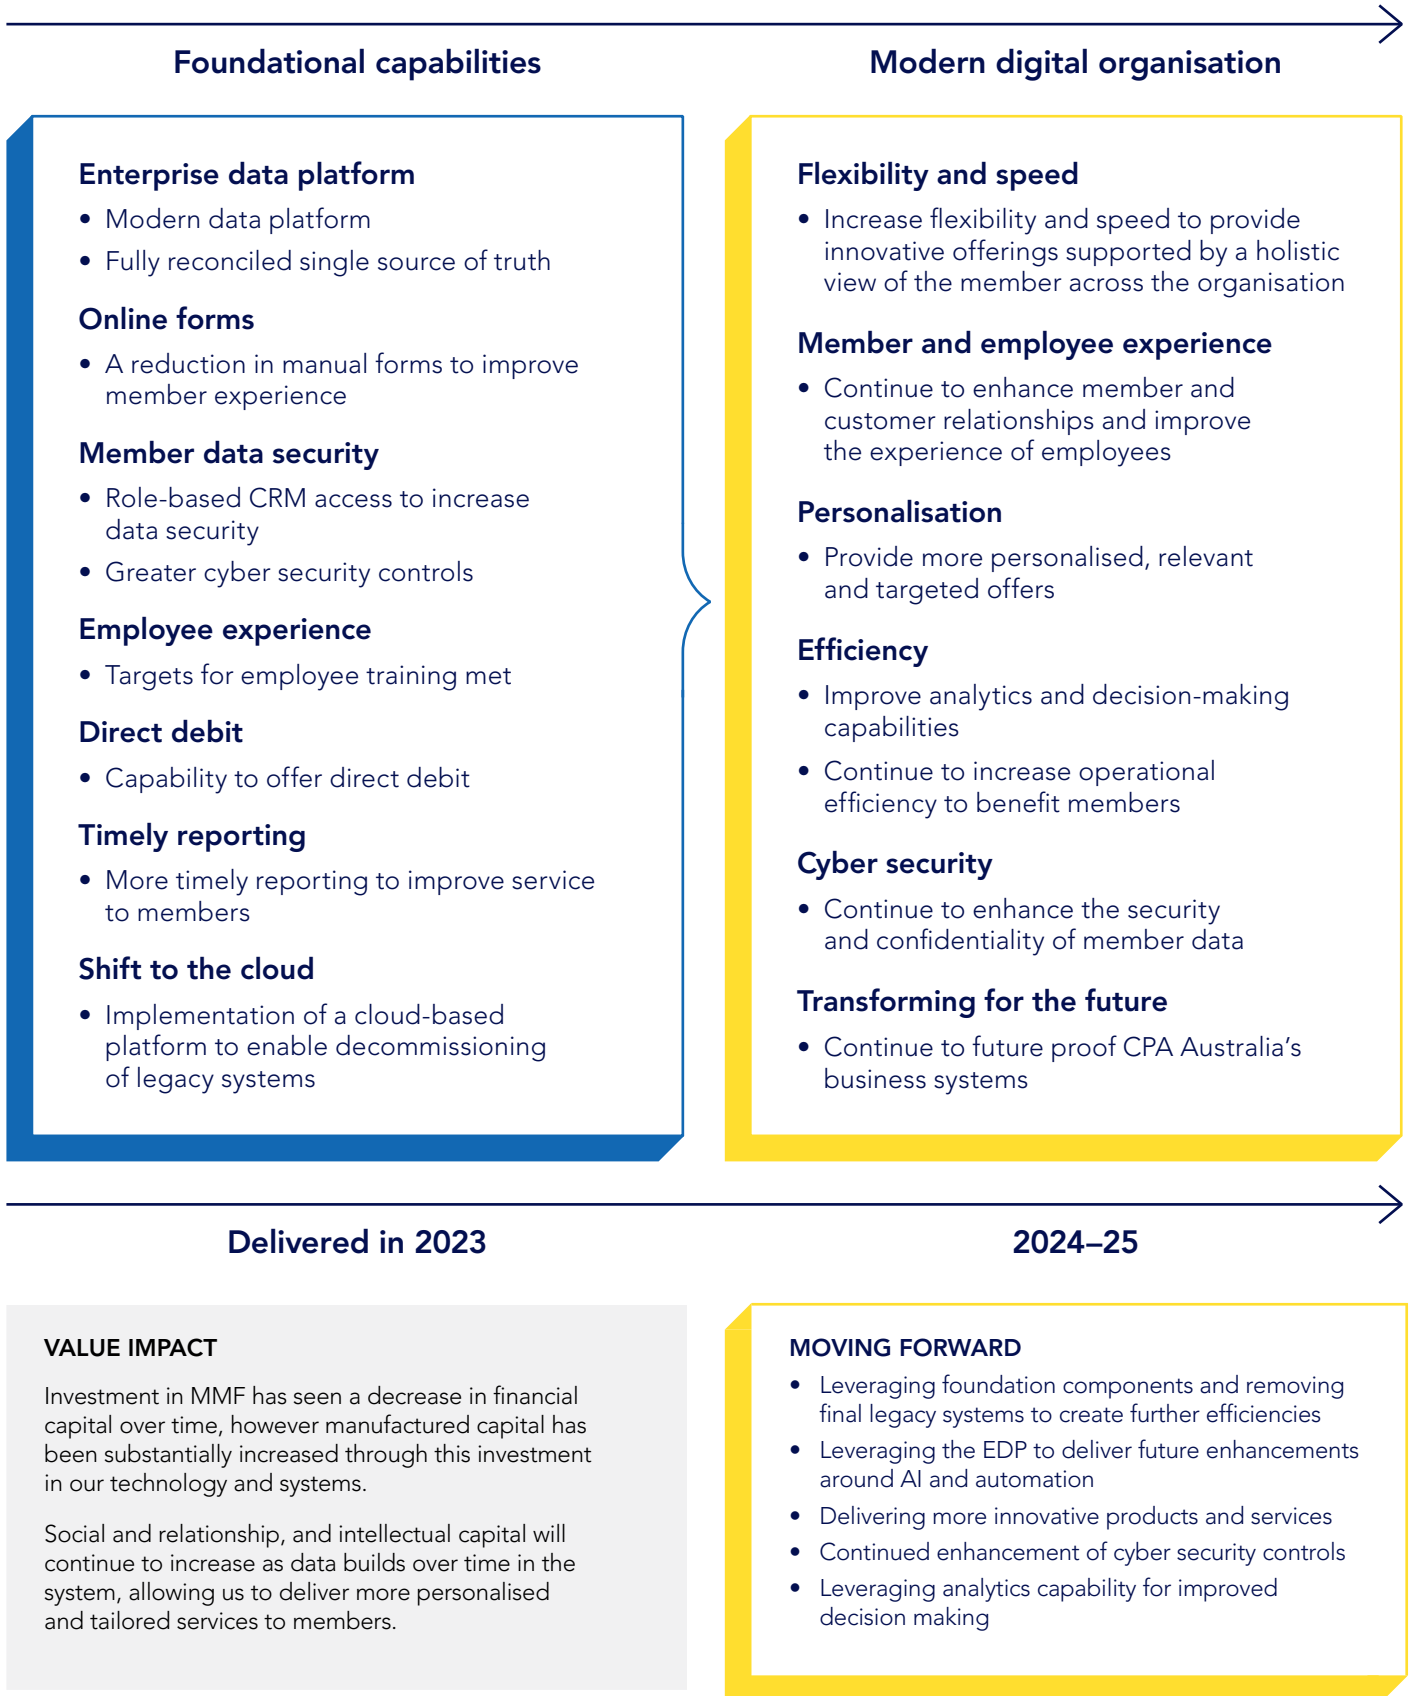 Foundational capabilities
Enterprise data platform
• Modern data platform
• Fully reconciled single source of truth
Online forms
• A reduction in manual forms to improve
member experience
Member data security
• Role-based CRM access to increase
data security
• Greater cyber security controls
Employee experience
• Targets for employee training met
Direct debit
• Capability to offer direct debit
Timely reporting
• More timely reporting to improve service
to members
Shift to the cloud
• Implementation of a cloud-based
platform to enable decommissioning
of legacy systems
Modern digital organisation
Flexibility and speed
• Increase flexibility and speed to provide
innovative offerings supported by a holistic
view of the member across the organisation
Member and employee experience
• Continue to enhance member and
customer relationships and improve
the experience of employees
Personalisation
• Provide more personalised, relevant
and targeted offers
Efficiency
• Improve analytics and decision-making
capabilities
• Continue to increase operational
efficiency to benefit members
Cyber security
• Continue to enhance the security
and confidentiality of member data
Transforming for the future
• Continue to future proof CPA Australia’s
business systems
Delivered in 2023
2024–25
VALUE IMPACT
Investment in MMF has seen a decrease in financial
capital over time, however manufactured capital has
been substantially increased through this investment
in our technology and systems.
Social and relationship, and intellectual capital will
continue to increase as data builds over time in the
system, allowing us to deliver more personalised
and tailored services to members.
MOVING FORWARD
• Leveraging foundation components and removing
final legacy systems to create further efficiencies
• Leveraging the EDP to deliver future enhancements
around AI and automation
• Delivering more innovative products and services
• Continued enhancement of cyber security controls
• Leveraging analytics capability for improved
decision making